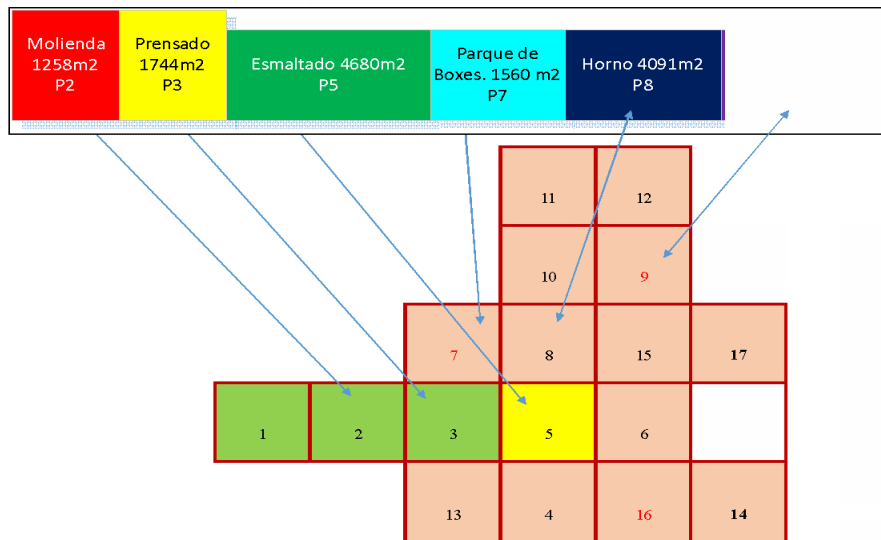 Molienda
1258m2
P2
Prensado
1744m2
P3
Esmaltado 4680m2
P5
Parque de
Boxes. 1560 m2
P7
Horno 4091m2
P8
11 12
10 9
7 8 15 17
1 2 3 5 6
13 4 16 14